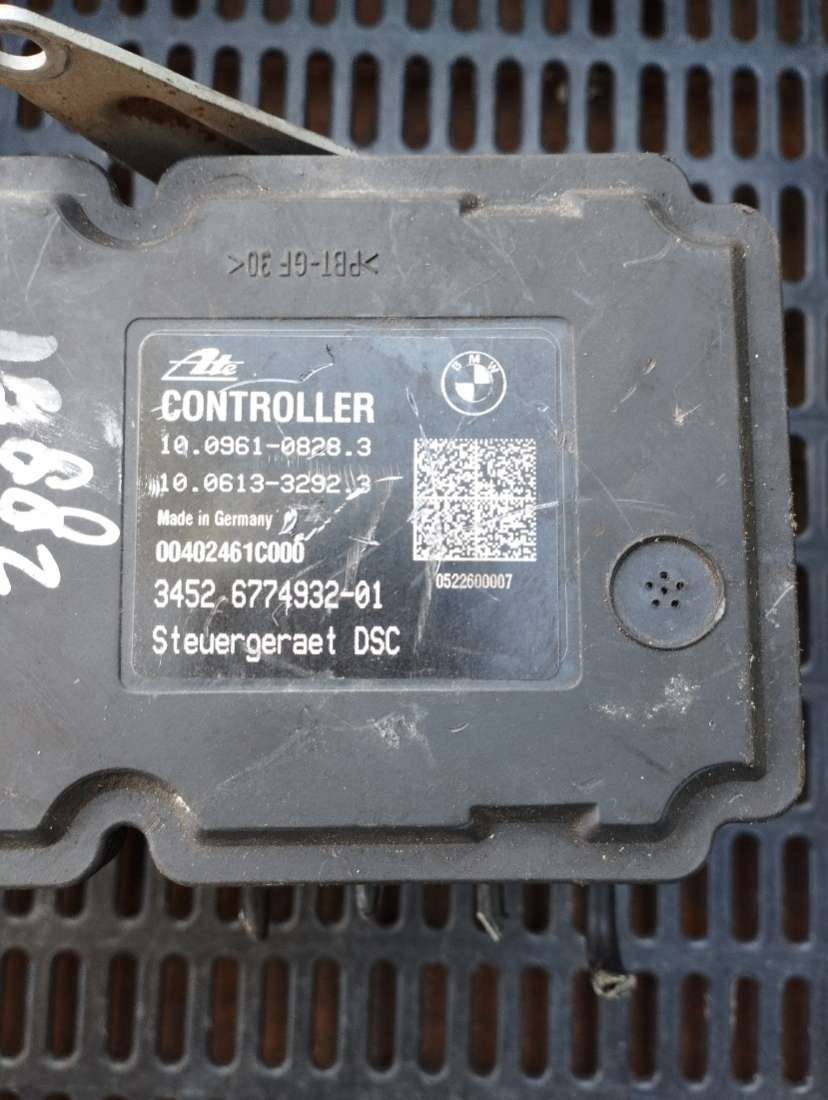 >PBT-GF 30<
Ate
BMW
CONTROLLER
10.0961-0828.3
10.0613-3292.3
Made in Germany
00402461C000
0522600007
3452 6774932-01
Steuergeraet DSC